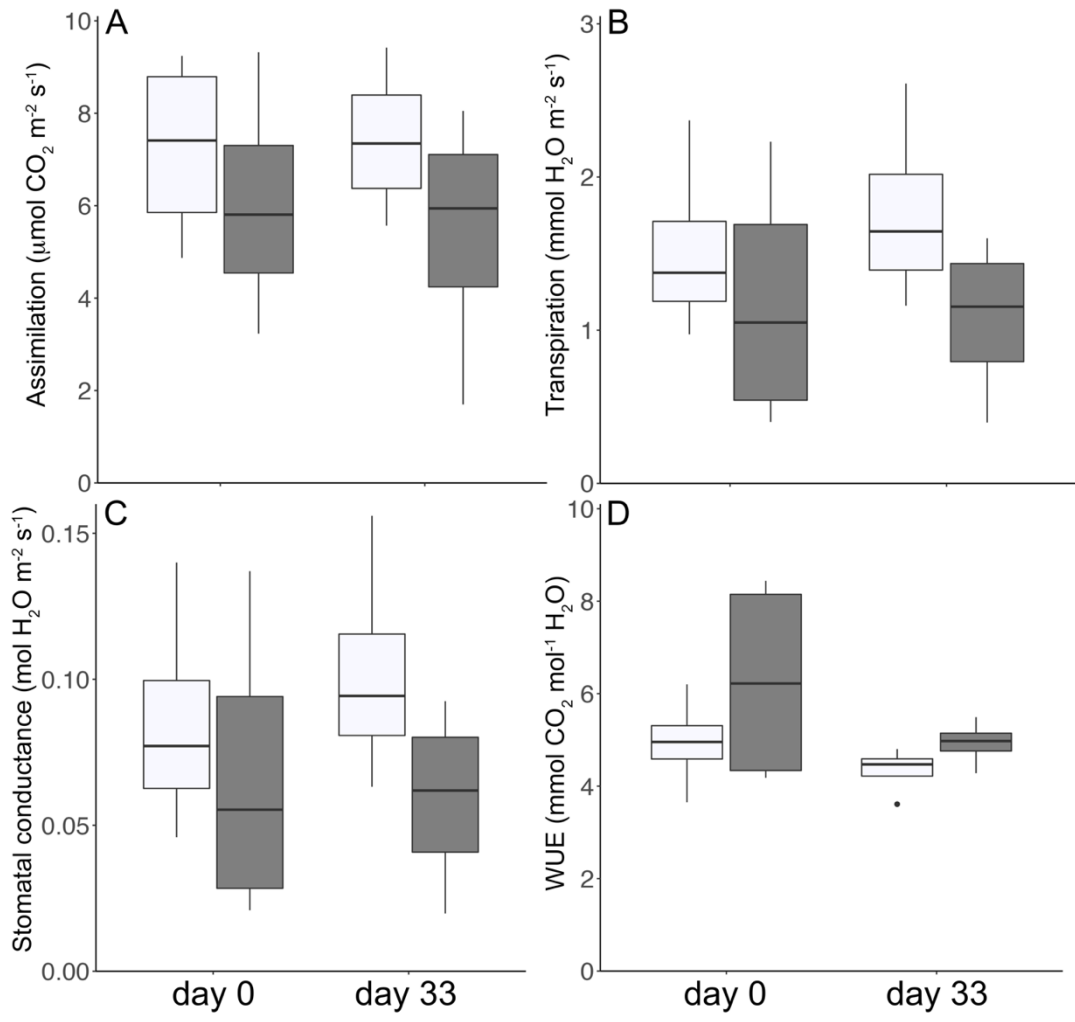 A
Assimilation (μmol CO₂ m⁻² s⁻¹)
10
8
6
4
2
0
B
Transpiration (mmol H₂O m⁻² s⁻¹)
3
2
1
0
C
Stomatal conductance (mol H₂O m⁻² s⁻¹)
0.15
0.10
0.05
0.00
day 0
day 33
D
WUE (mmol CO₂ mol⁻¹ H₂O)
10
8
6
4
2
0
day 0
day 33